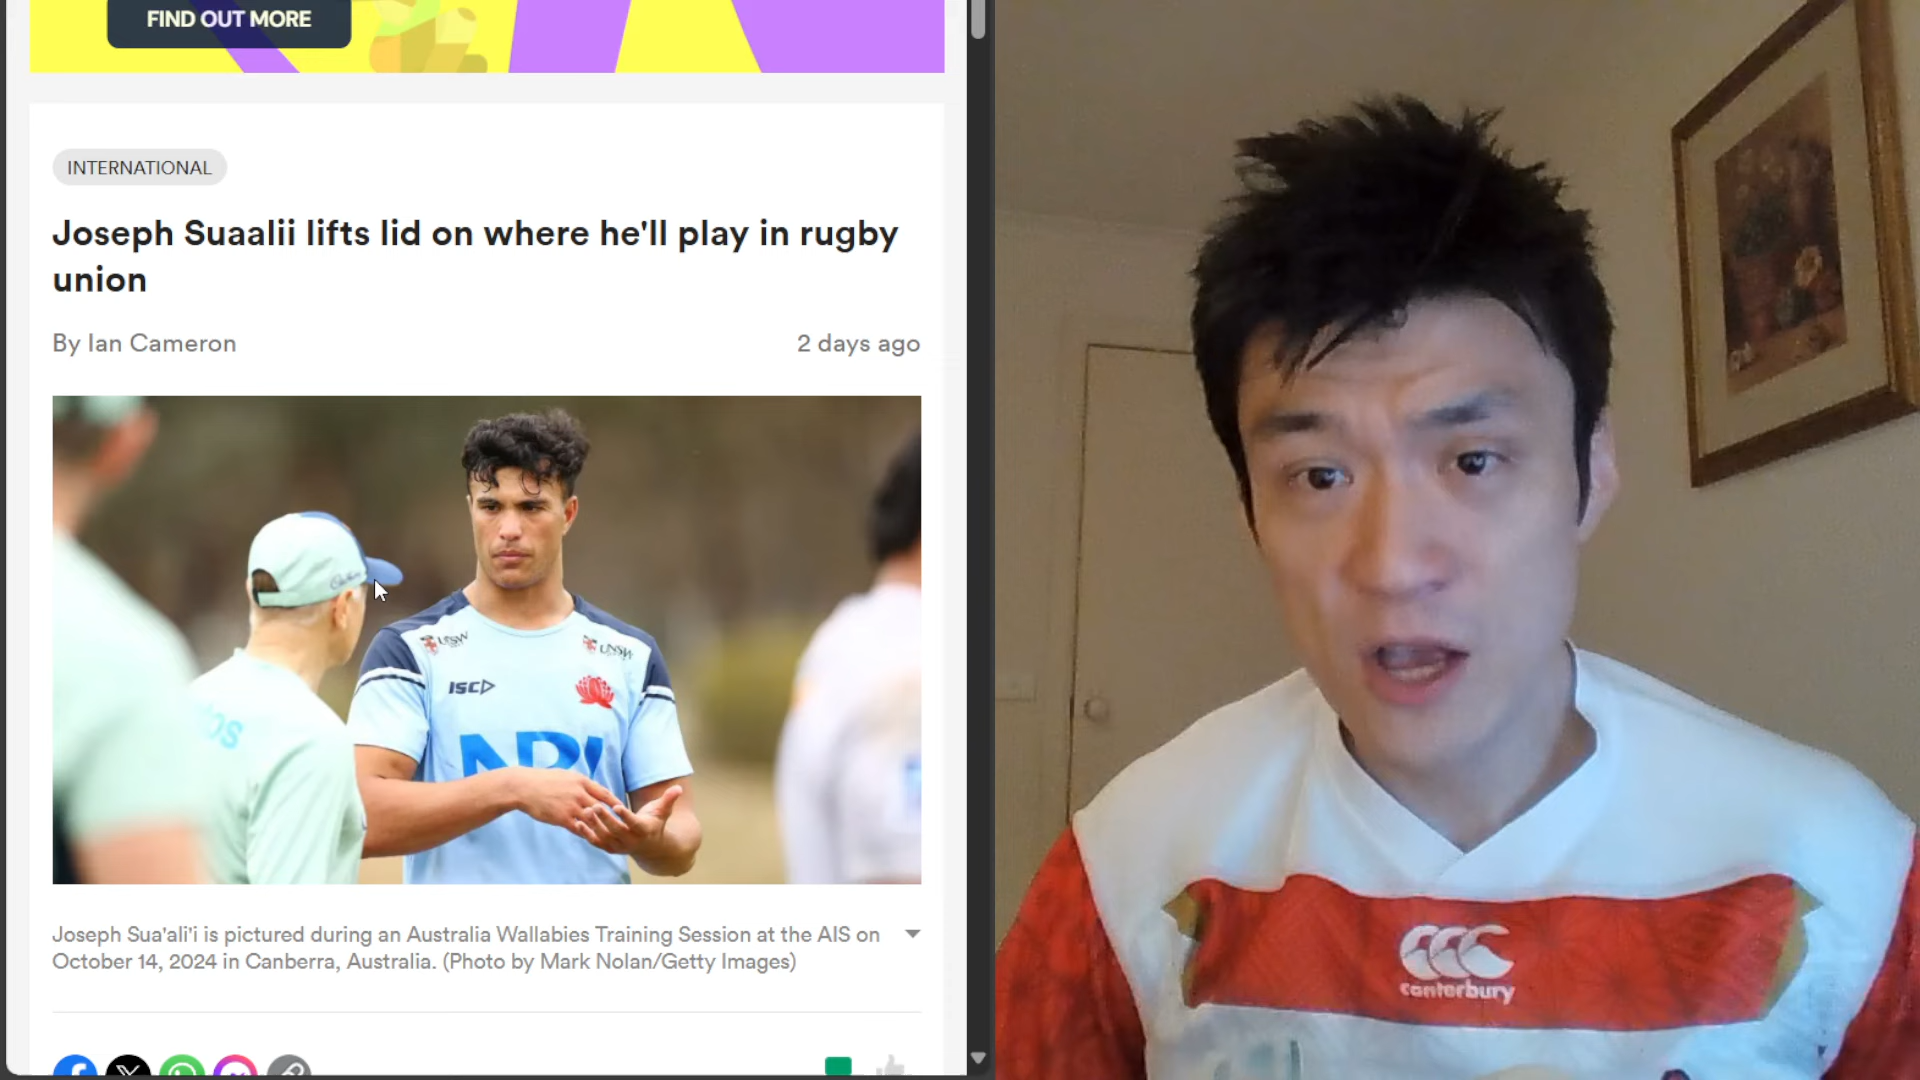 FIND OUT MORE
INTERNATIONAL
Joseph Suaalii lifts lid on where he'll play in rugby
union
By Ian Cameron
2 days ago
UNSW
ISC
Joseph Sua'ali'i is pictured during an Australia Wallabies Training Session at the AIS on
October 14, 2024 in Canberra, Australia. (Photo by Mark Nolan/Getty Images)
canterbury